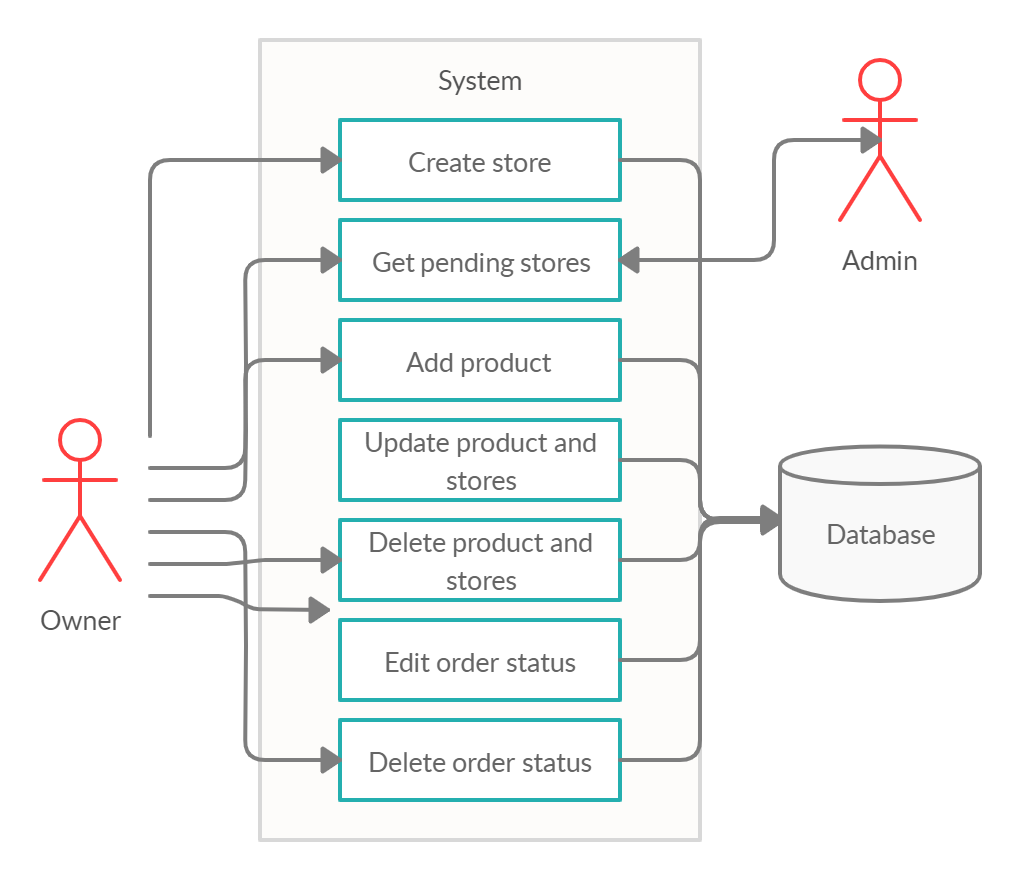 System
Create store
Get pending stores
Admin
Add product
Update product and
stores
Database
Delete product and
stores
Owner
Edit order status
Delete order status